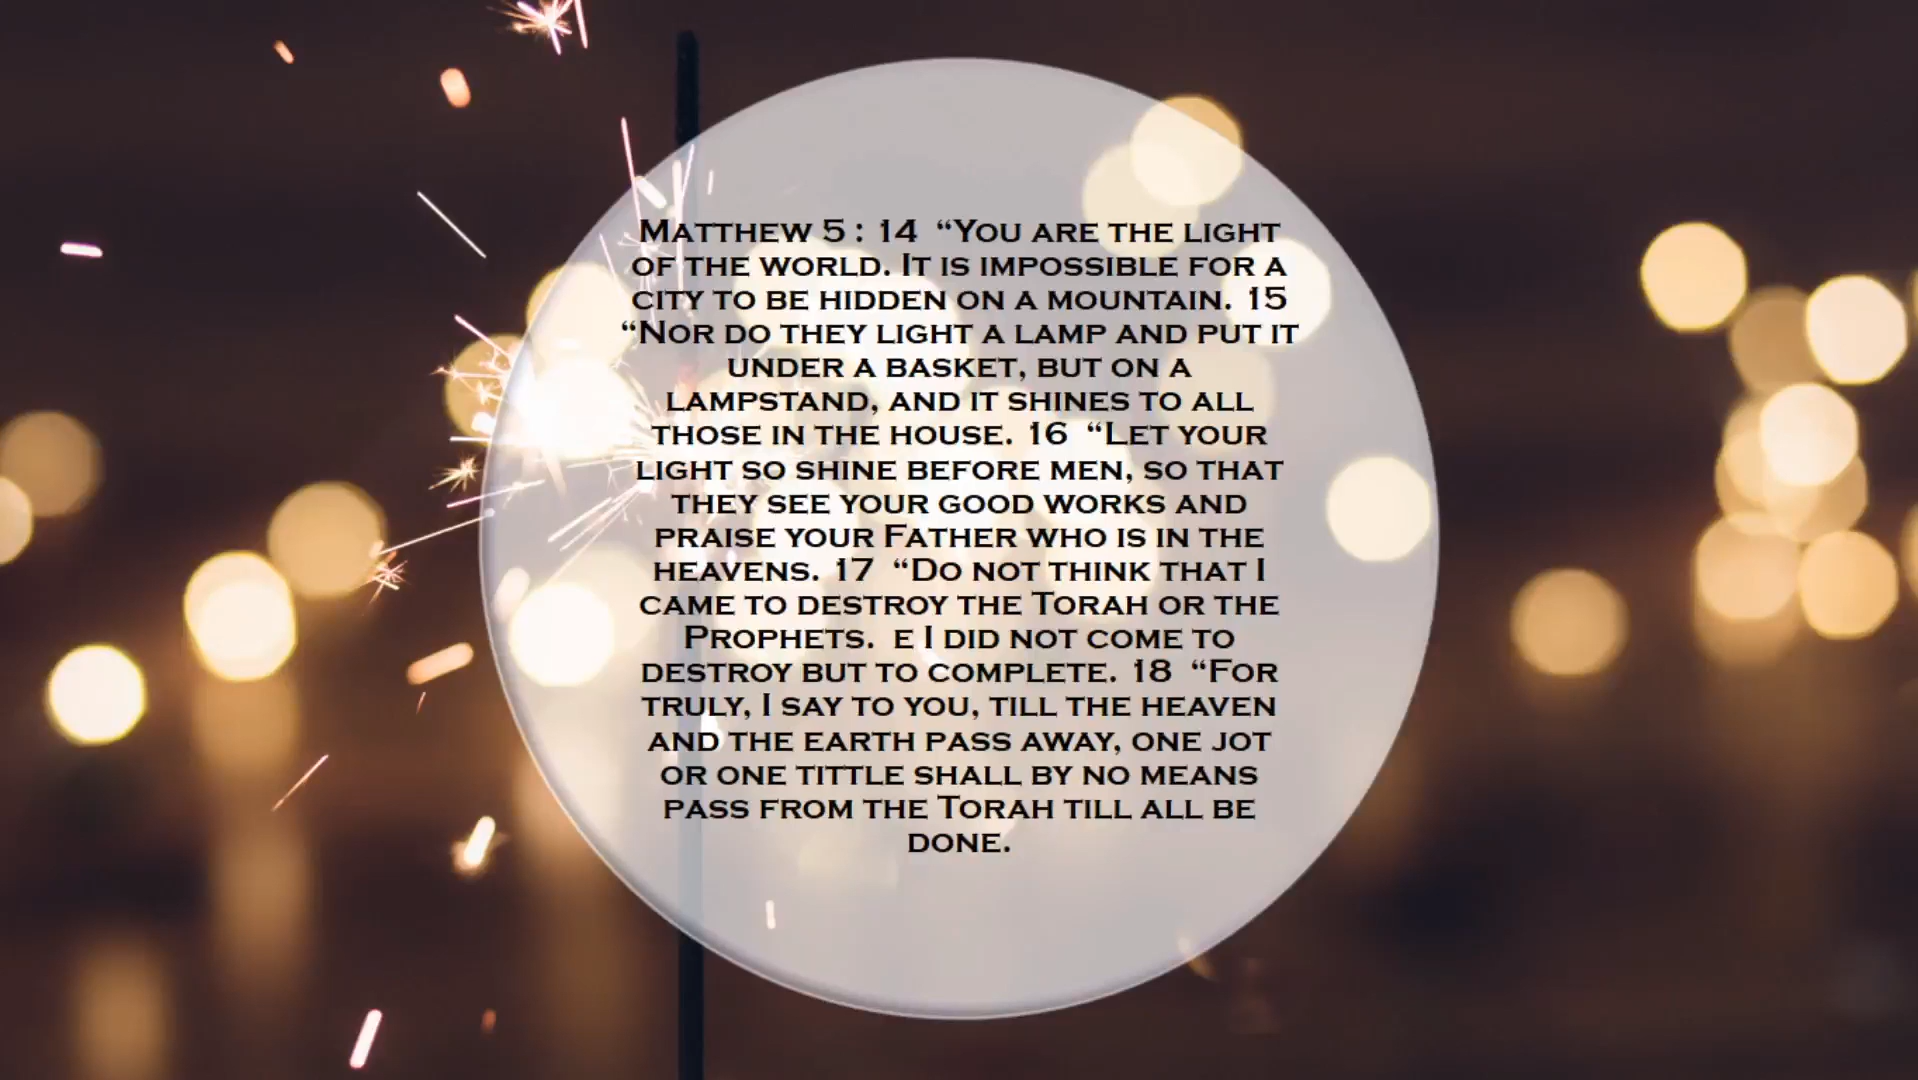 Matthew 5 : 14 “You are the light
of the world. It is impossible for a
city to be hidden on a mountain. 15
“Nor do they light a lamp and put it
under a basket, but on a
lampstand, and it shines to all
those in the house. 16 “Let your
light so shine before men, so that
they see your good works and
praise your Father who is in the
heavens. 17 “Do not think that I
came to destroy the Torah or the
Prophets. e I did not come to
destroy but to complete. 18 “For
truly, I say to you, till the heaven
and the earth pass away, one jot
or one tittle shall by no means
pass from the Torah till all be
done.